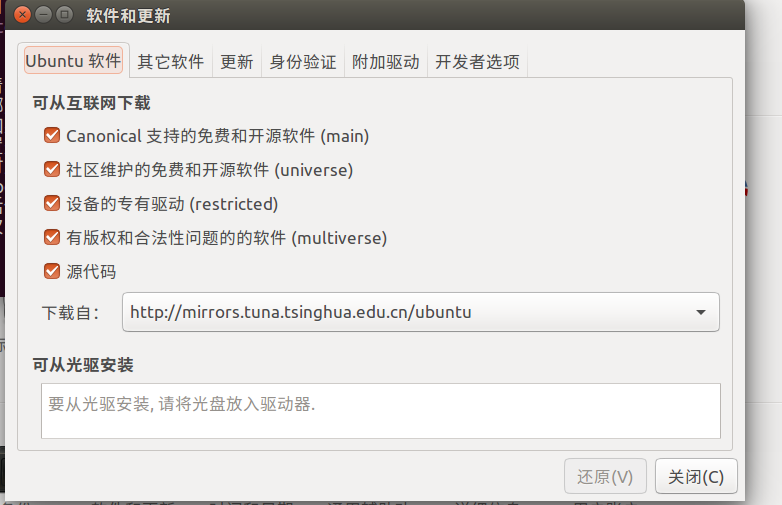 软件和更新
Ubuntu 软件 其它软件 更新 身份验证 附加驱动 开发者选项
可从互联网下载
Canonical 支持的免费和开源软件 (main)
社区维护的免费和开源软件 (universe)
设备的专有驱动 (restricted)
有版权和合法性问题的的软件 (multiverse)
源代码
下载自： http://mirrors.tuna.tsinghua.edu.cn/ubuntu
可从光驱安装
要从光驱安装, 请将光盘放入驱动器.
还原(V) 关闭(C)